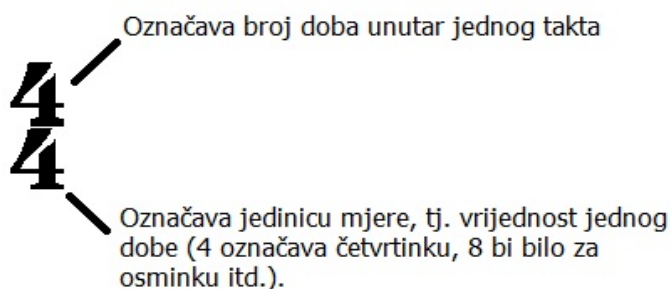 Označava broj doba unutar jednog takta
4
4
Označava jedinicu mjere, tj. vrijednost jednog
dobe (4 označava četvrtinku, 8 bi bilo za
osminku itd.).